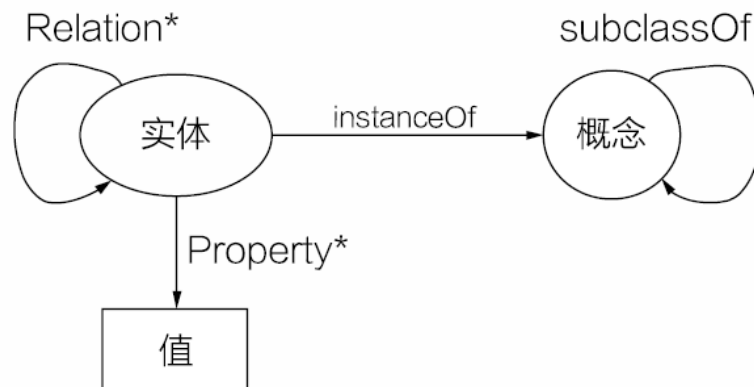 Relation*
subclassOf
实体
instanceOf
概念
Property*
值